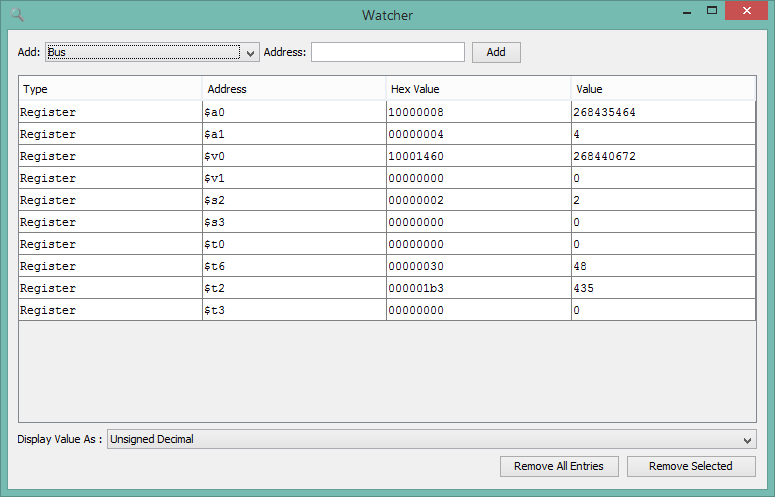 Watcher
Add: Bus Address: Add
Type Address Hex Value Value
Register $a0 10000008 268435464
Register $a1 00000004 4
Register $v0 10001460 268440672
Register $v1 00000000 0
Register $s2 00000002 2
Register $s3 00000000 0
Register $t0 00000000 0
Register $t6 00000030 48
Register $t2 000001b3 435
Register $t3 00000000 0
Display Value As : Unsigned Decimal
Remove All Entries Remove Selected